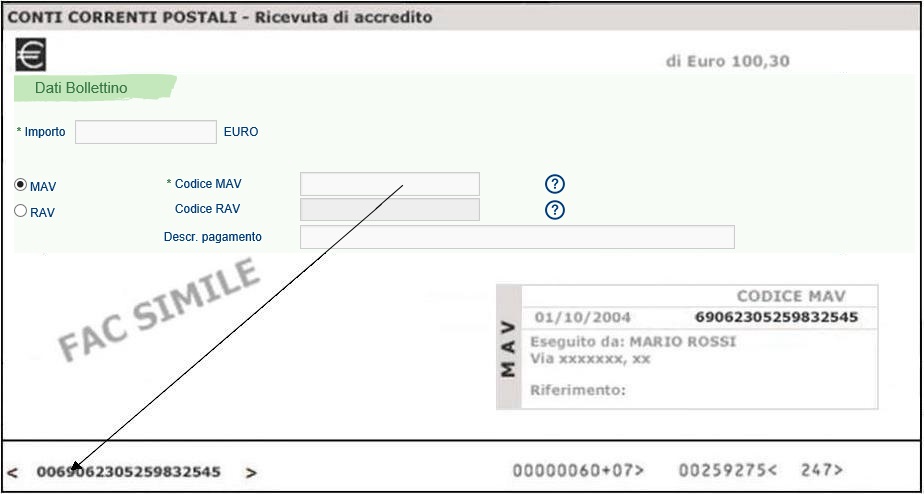 CONTI CORRENTI POSTALI - Ricevuta di accredito
€
di Euro 100,30
Dati Bollettino
* Importo EURO
MAV * Codice MAV ?
RAV Codice RAV ?
Descr. pagamento
FAC SIMILE
MAV
CODICE MAV
01/10/2004 69062305259832545
Eseguito da: MARIO ROSSI
Via xxxxxxx, xx
Riferimento:
< 0069062305259832545 > 00000060+07> 00259275< 247>